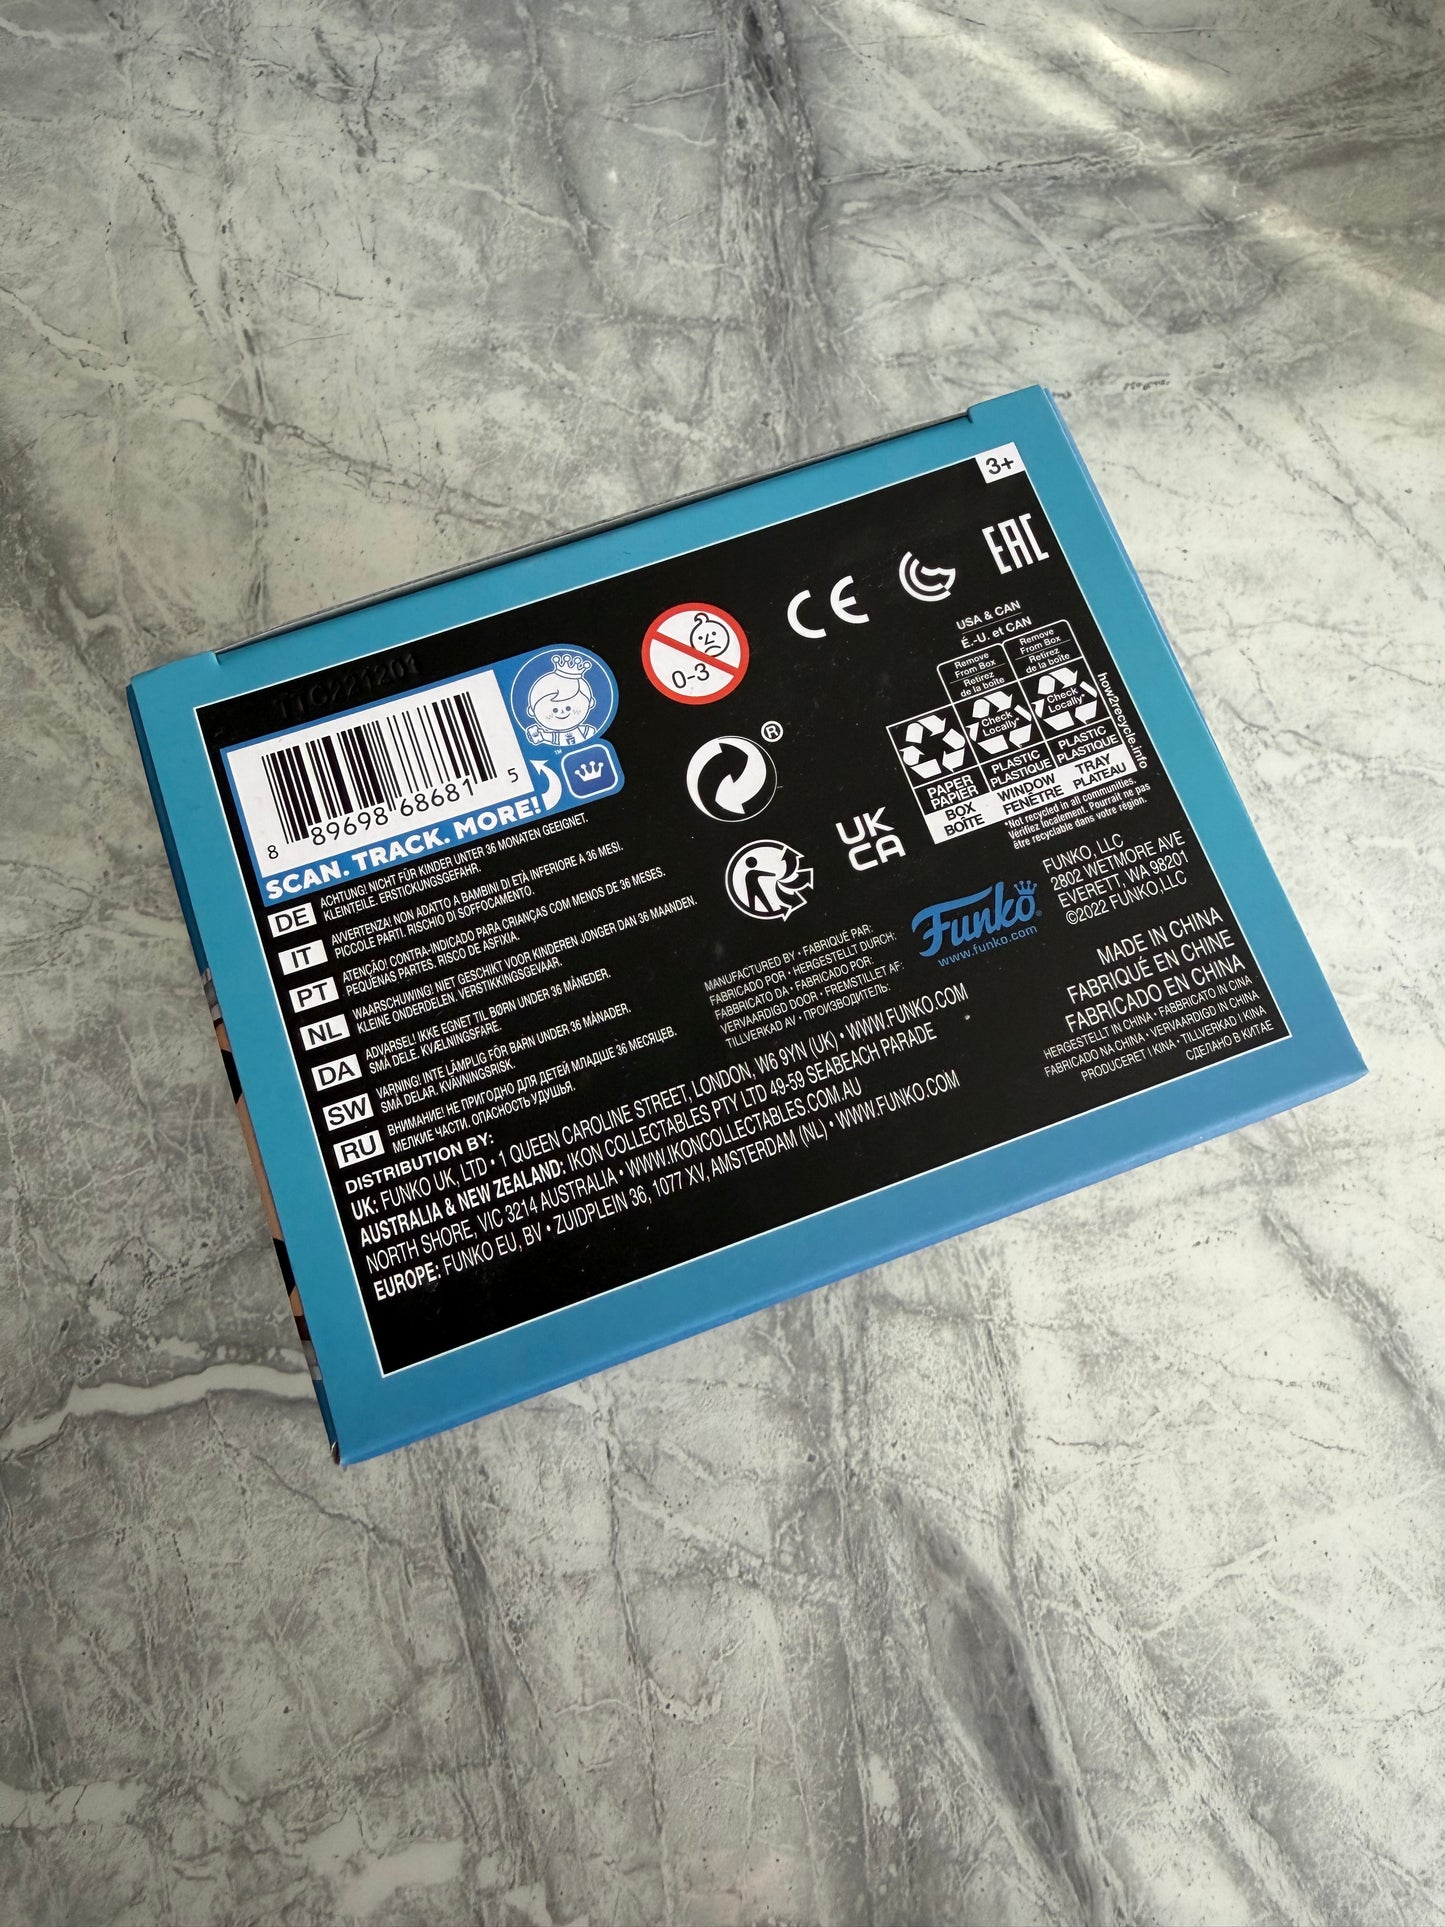 3+
TTC221201
8 89698 68681 5
SCAN. TRACK. MORE!
TM
0-3
CE
EAC
USA & CAN
É.-U. et CAN
Remove
From Box
Retirez
de la boîte
Remove
From Box
Retirez
de la boîte
Check
Locally*
Check
Locally*
how2recycle.info
PAPER
PAPIER
PLASTIC
PLASTIQUE
PLASTIC
PLASTIQUE
BOX
BOÎTE
WINDOW
FENÊTRE
TRAY
PLATEAU
*Not recycled in all communities.
Vérifiez localement. Pourrait ne pas
être recyclable dans votre région.
®
UK
CA
DE ACHTUNG! NICHT FÜR KINDER UNTER 36 MONATEN GEEIGNET.
KLEINTEILE. ERSTICKUNGSGEFAHR.
IT AVVERTENZA! NON ADATTO A BAMBINI DI ETÀ INFERIORE A 36 MESI.
PICCOLE PARTI. RISCHIO DI SOFFOCAMENTO.
PT ATENÇÃO! CONTRA-INDICADO PARA CRIANÇAS COM MENOS DE 36 MESES.
PEQUENAS PARTES. RISCO DE ASFIXIA.
NL WAARSCHUWING! NIET GESCHIKT VOOR KINDEREN JONGER DAN 36 MAANDEN.
KLEINE ONDERDELEN. VERSTIKKINGSGEVAAR.
DA ADVARSEL! IKKE EGNET TIL BØRN UNDER 36 MÅNEDER.
SMÅ DELE. KVÆLNINGSFARE.
SW VARNING! INTE LÄMPLIG FÖR BARN UNDER 36 MÅNADER.
SMÅ DELAR. KVÄVNINGSRISK.
RU ВНИМАНИЕ! НЕ ПРИГОДНО ДЛЯ ДЕТЕЙ МЛАДШЕ 36 МЕСЯЦЕВ.
МЕЛКИЕ ЧАСТИ. ОПАСНОСТЬ УДУШЬЯ.
MANUFACTURED BY • FABRIQUÉ PAR:
FABRICADO POR • HERGESTELLT DURCH:
FABBRICATO DA • FABRICADO POR:
VERVAARDIGD DOOR • FREMSTILLET AF:
TILLVERKAD AV • ПРОИЗВОДИТЕЛЬ:
Funko®
www.funko.com
FUNKO, LLC
2802 WETMORE AVE
EVERETT, WA 98201
©2022 FUNKO LLC
MADE IN CHINA
FABRIQUÉ EN CHINE
FABRICADO EN CHINA
HERGESTELLT IN CHINA • FABBRICATO IN CINA
FABRICADO NA CHINA • VERVAARDIGD IN CHINA
PRODUCERET I KINA • TILLVERKAD I KINA
СДЕЛАНО В КИТАЕ
DISTRIBUTION BY:
UK: FUNKO UK, LTD • 1 QUEEN CAROLINE STREET, LONDON, W6 9YN (UK) • WWW.FUNKO.COM
AUSTRALIA & NEW ZEALAND: IKON COLLECTABLES PTY LTD 49-59 SEABEACH PARADE
NORTH SHORE, VIC 3214 AUSTRALIA • WWW.IKONCOLLECTABLES.COM.AU
EUROPE: FUNKO EU, BV • ZUIDPLEIN 36, 1077 XV, AMSTERDAM (NL) • WWW.FUNKO.COM